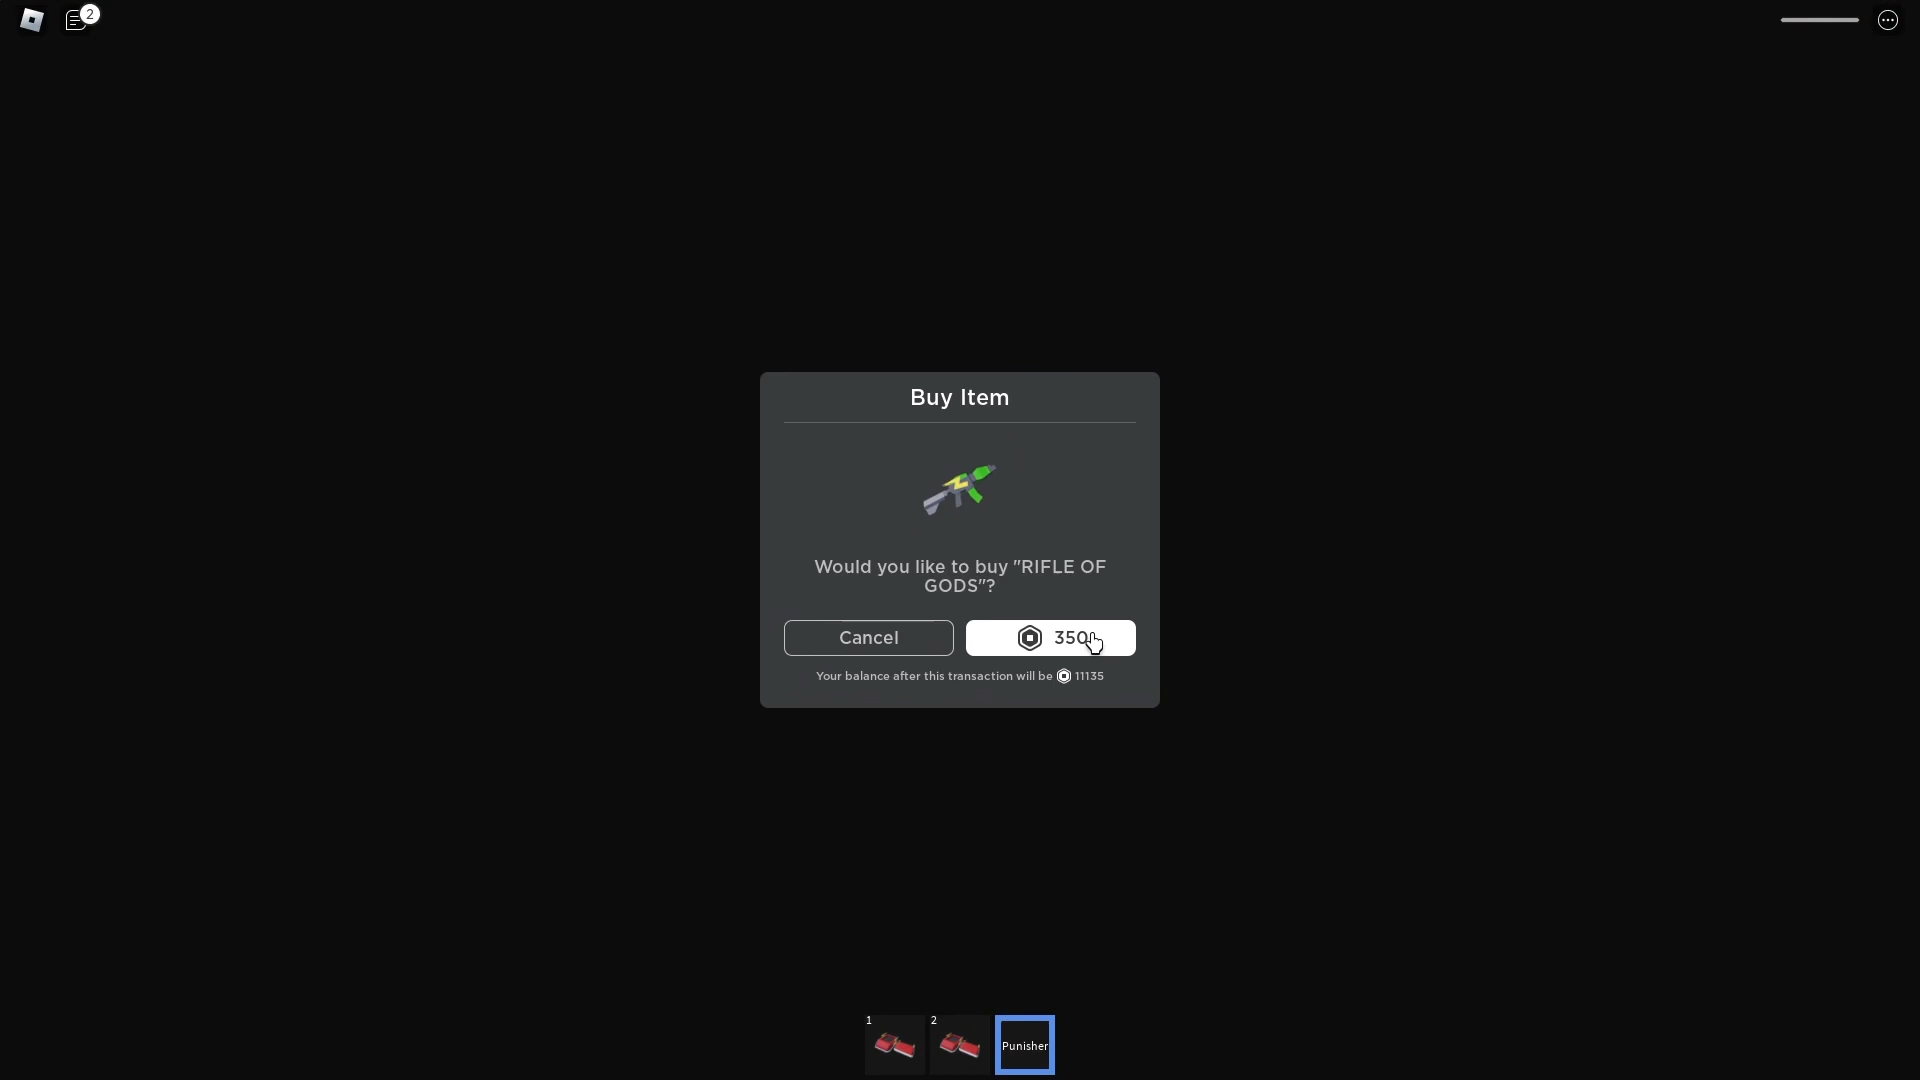 2
Buy Item
Would you like to buy "RIFLE OF
GODS"?
Cancel
350
Your balance after this transaction will be 11135
1
2
Punisher